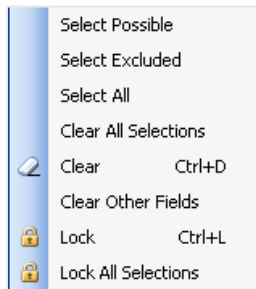 Select Possible
Select Excluded
Select All
Clear All Selections
Clear Ctrl+D
Clear Other Fields
Lock Ctrl+L
Lock All Selections